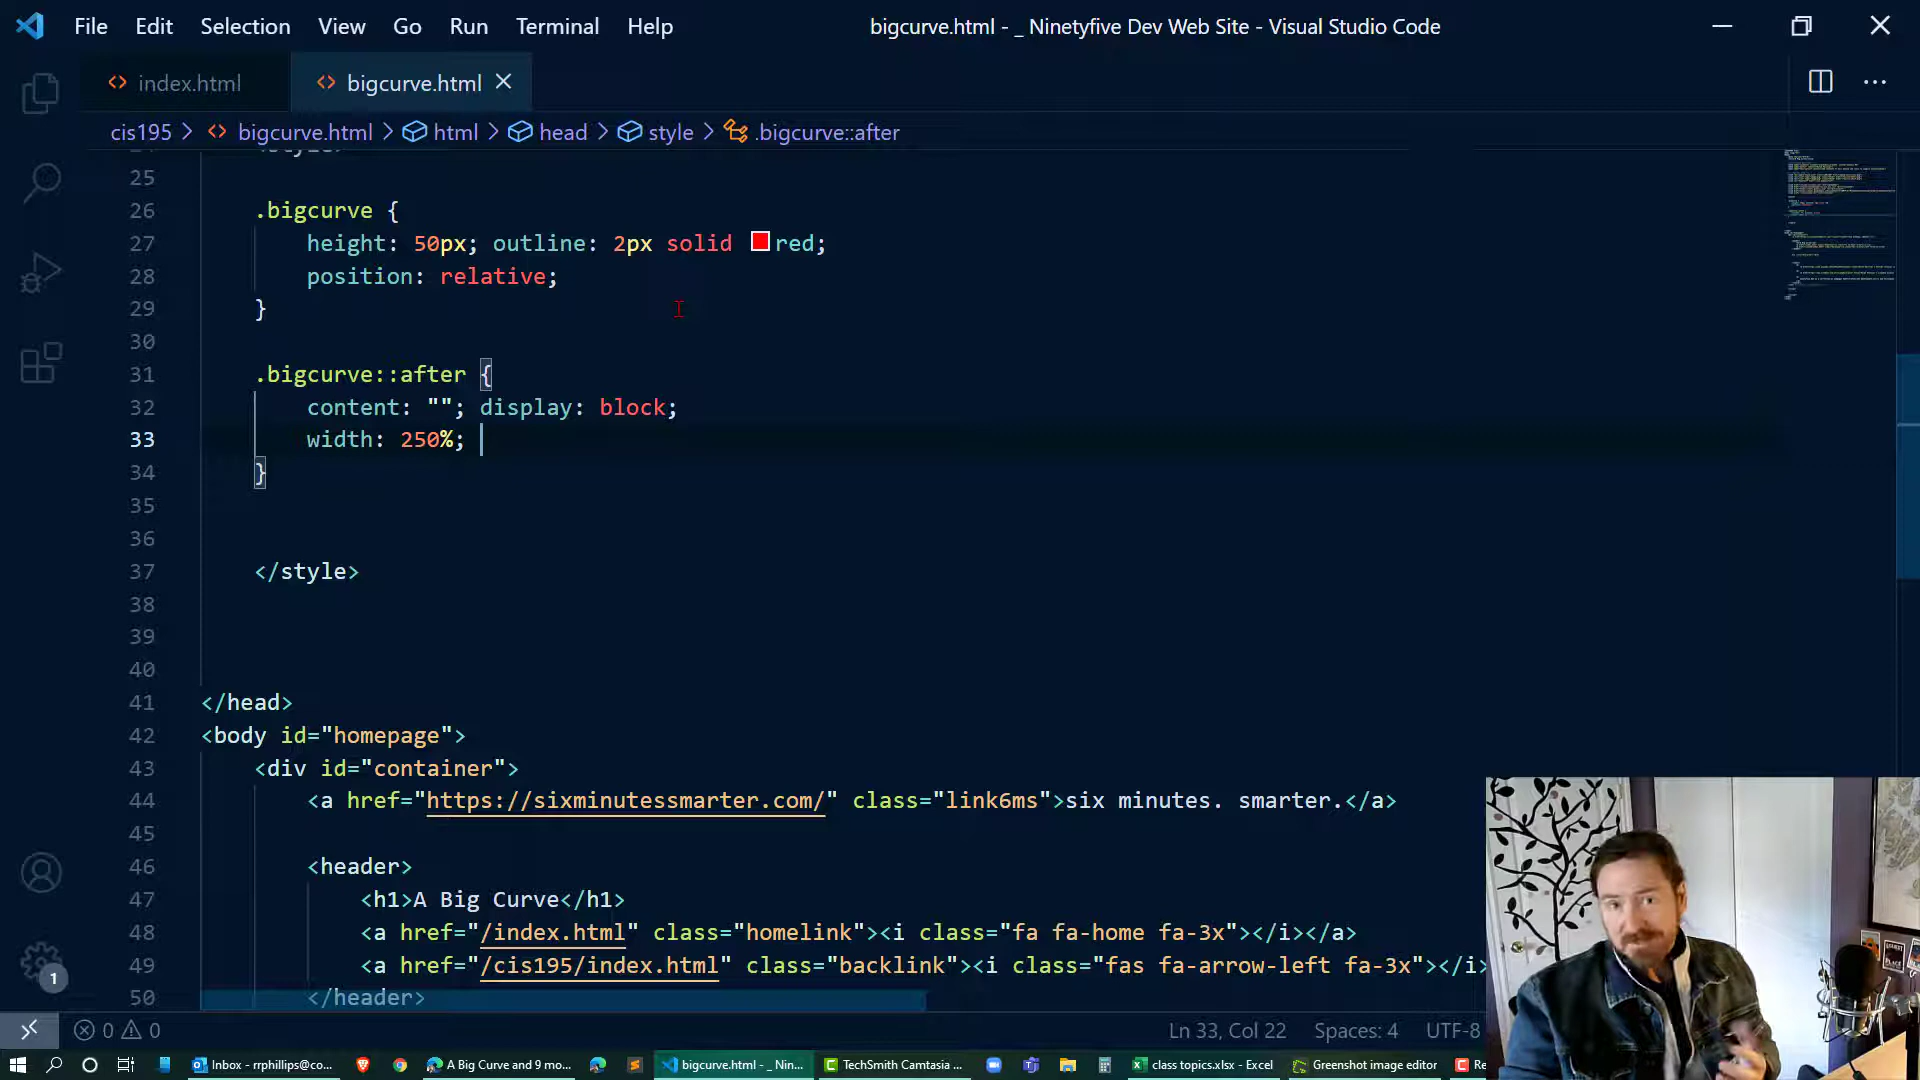 File Edit Selection View Go Run Terminal Help
bigcurve.html - _ Ninetyfive Dev Web Site - Visual Studio Code
index.html
bigcurve.html
cis195 > bigcurve.html > html > head > style > .bigcurve::after
25
26 .bigcurve {
27 height: 50px; outline: 2px solid red;
28 position: relative;
29 }
30
31 .bigcurve::after {
32 content: ""; display: block;
33 width: 250%;
34 }
35
36
37 </style>
38
39
40
41 </head>
42 <body id="homepage">
43 <div id="container">
44 <a href="https://sixminutessmarter.com/" class="link6ms">six minutes. smarter.</a>
45
46 <header>
47 <h1>A Big Curve</h1>
48 <a href="/index.html" class="homelink"><i class="fa fa-home fa-3x"></i></a>
49 <a href="/cis195/index.html" class="backlink"><i class="fas fa-arrow-left fa-3x"></i>
50 </header>
1
0 0
Ln 33, Col 22
Spaces: 4
UTF-8
Inbox - rrphillips@co...
A Big Curve and 9 mo...
bigcurve.html - _ Nin...
TechSmith Camtasia ...
class topics.xlsx - Excel
Greenshot image editor
Re